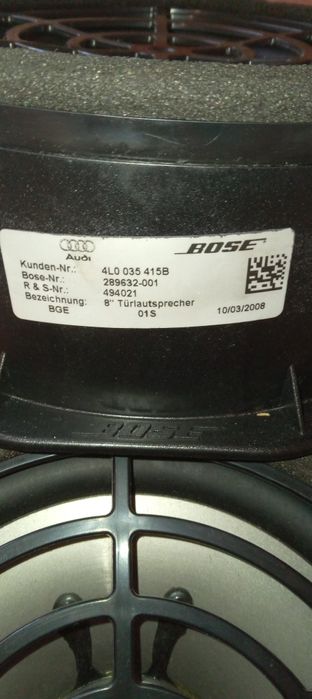 Audi BOSE
Kunden-Nr.: 4L0 035 415B
Bose-Nr.: 289632-001
R & S-Nr.: 494021
Bezeichnung: 8" Türlautsprecher
BGE 01S 10/03/2008
BOSE